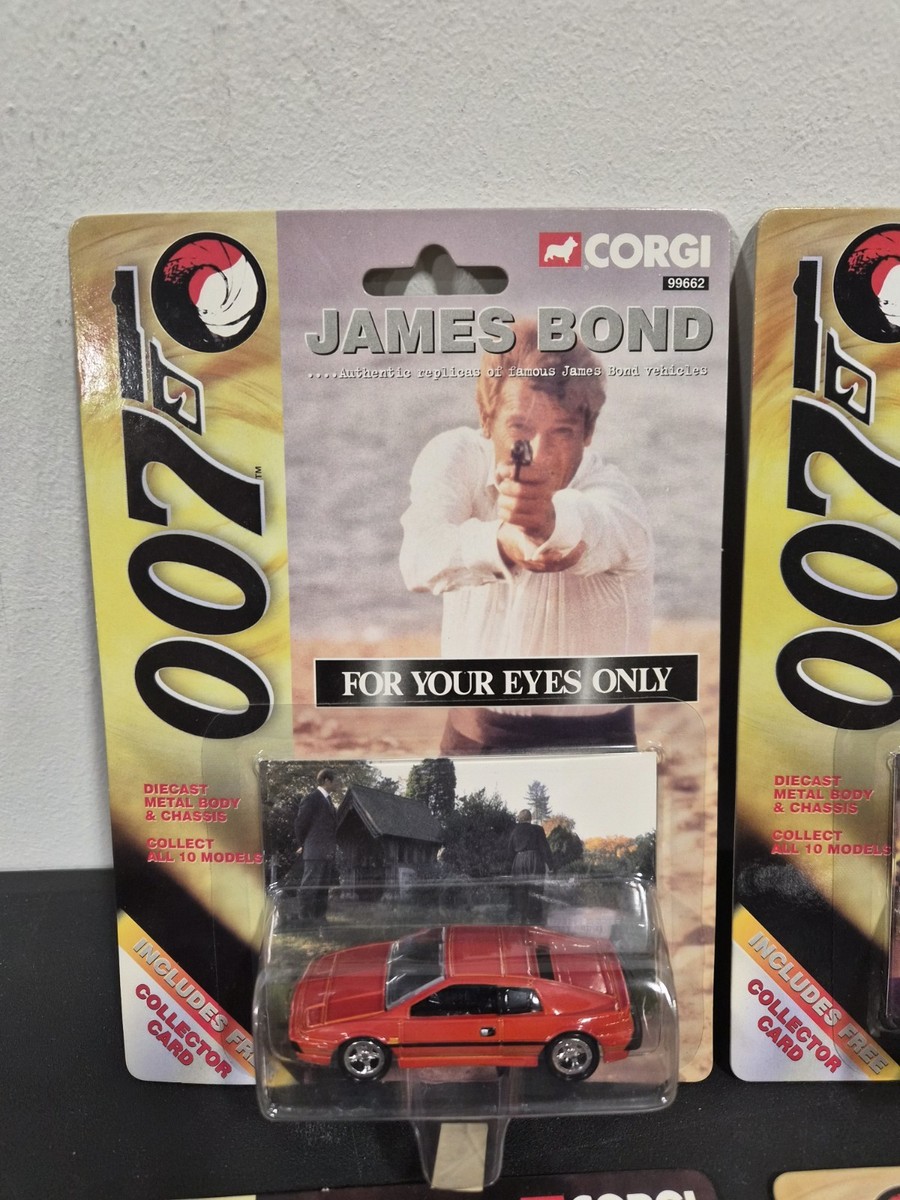 CORGI
99662
JAMES BOND
....Authentic replicas of famous James Bond vehicles
007™
FOR YOUR EYES ONLY
DIECAST
METAL BODY
& CHASSIS
COLLECT
ALL 10 MODELS
INCLUDES FR
COLLECTOR
CARD
007
DIECAST
METAL BODY
& CHASSIS
COLLECT
ALL 10 MODELS
INCLUDES FREE
COLLECTOR
CARD
CORGI